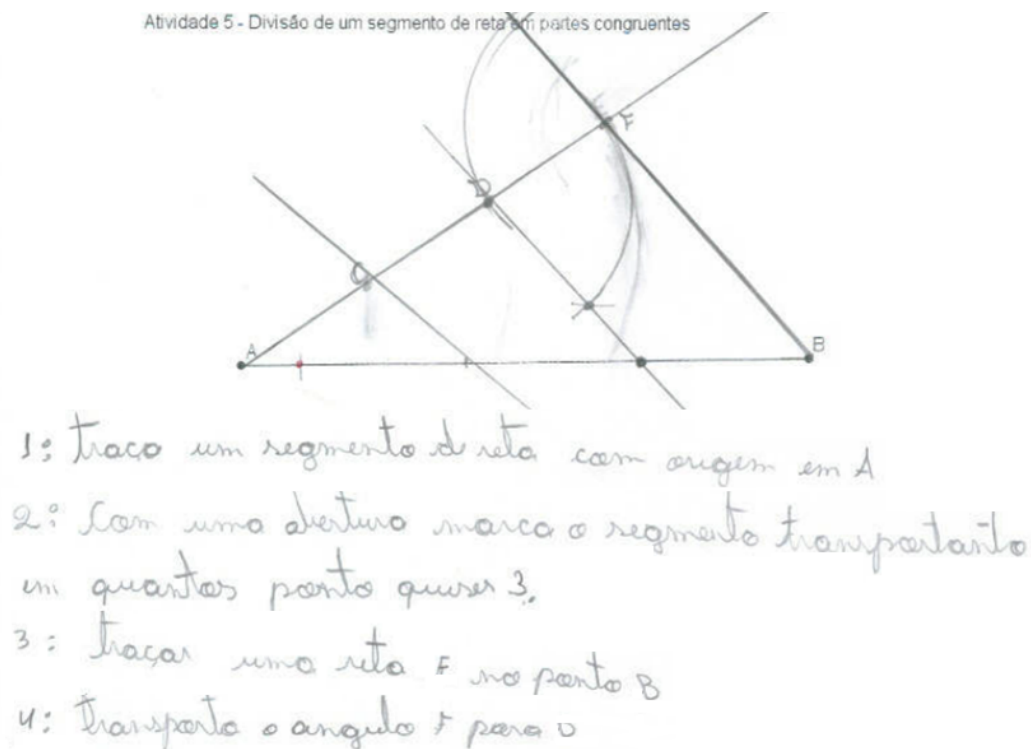 Atividade 5 - Divisão de um segmento de reta em partes congruentes
F
D
C
A
B
1: traço um segmento d reta com origem em A
2: Com uma abertura marca o segmento transportanto
em quantos ponto quiser 3.
3: traçar uma reta F no ponto B
4: transporta o angulo F para D